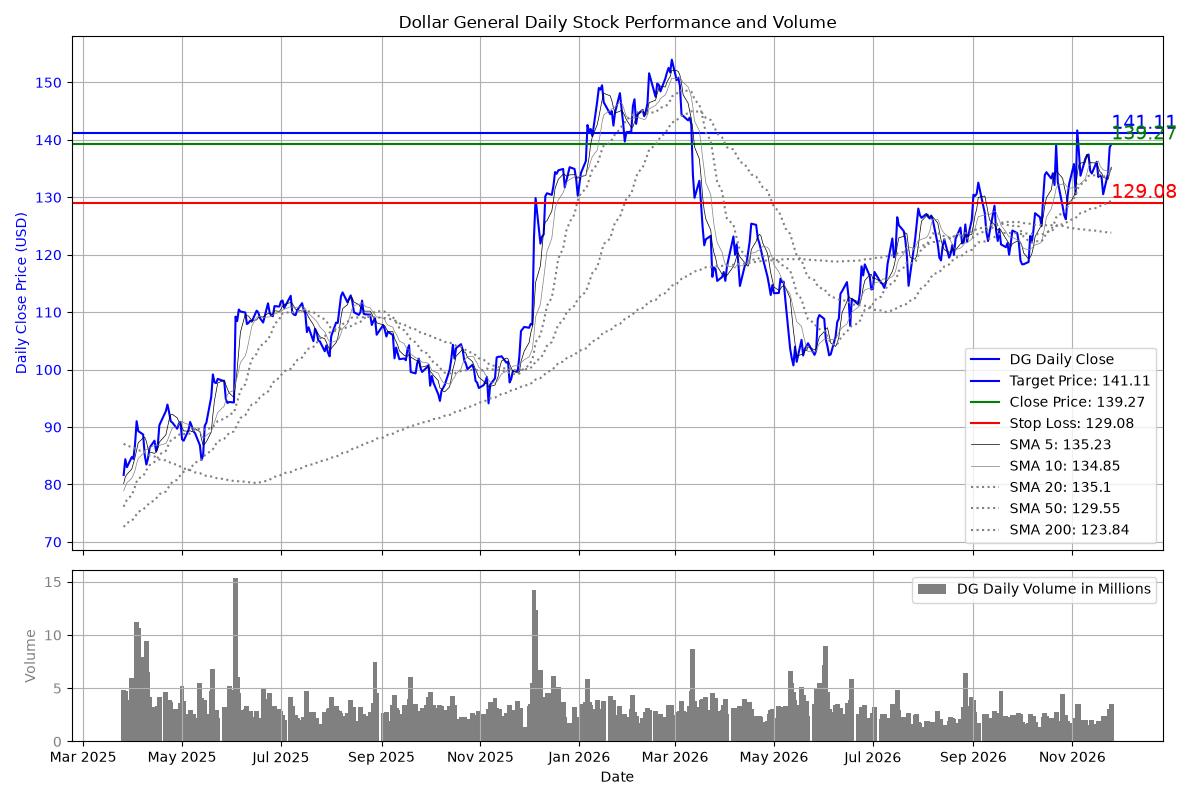 Dollar General Daily Stock Performance and Volume
Daily Close Price (USD)
150
140
130
120
110
100
90
80
70
141.11
139.27
129.08
DG Daily Close
Target Price: 141.11
Close Price: 139.27
Stop Loss: 129.08
SMA 5: 135.23
SMA 10: 134.85
SMA 20: 135.1
SMA 50: 129.55
SMA 200: 123.84
Volume
15
10
5
0
DG Daily Volume in Millions
Mar 2025 May 2025 Jul 2025 Sep 2025 Nov 2025 Jan 2026 Mar 2026 May 2026 Jul 2026 Sep 2026 Nov 2026
Date